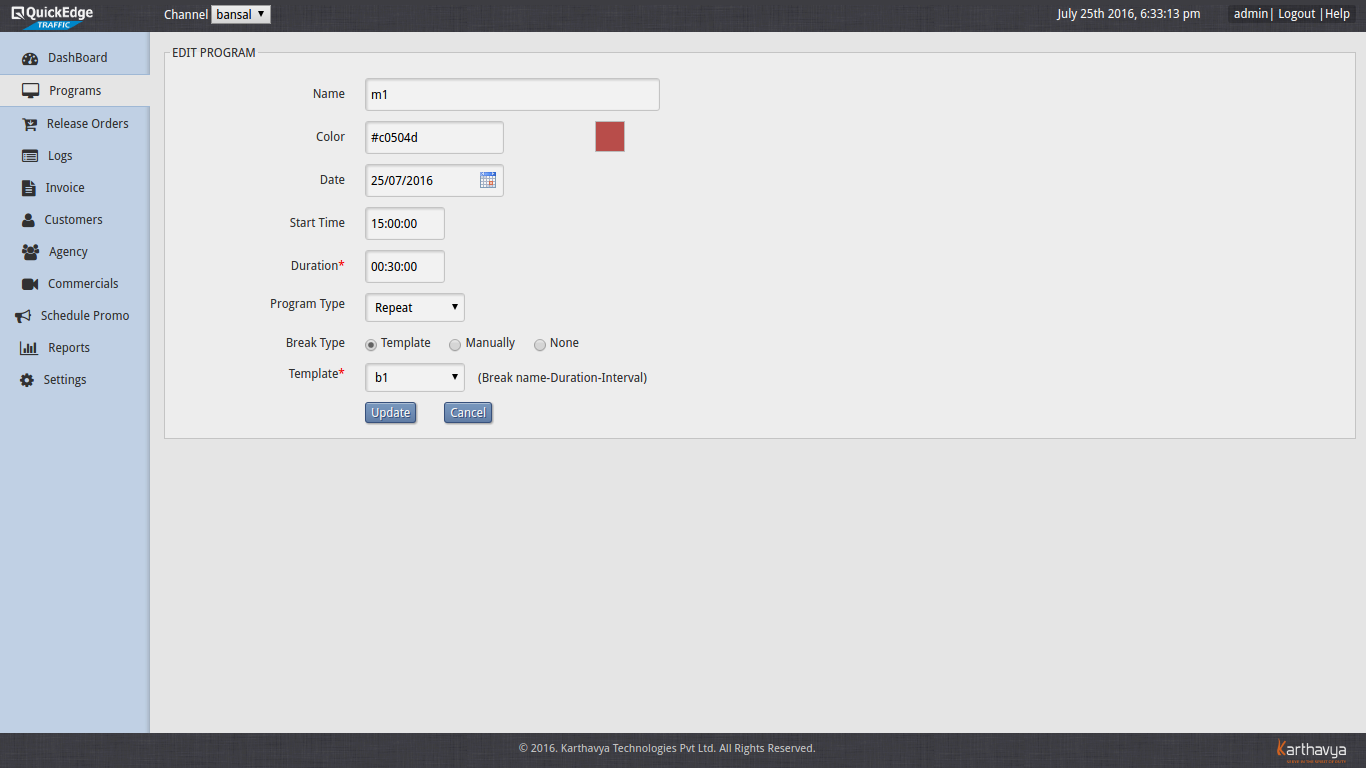 QuickEdge
TRAFFIC
Channel bansal
July 25th 2016, 6:33:13 pm
admin| Logout |Help
DashBoard
Programs
Release Orders
Logs
Invoice
Customers
Agency
Commercials
Schedule Promo
Reports
Settings
EDIT PROGRAM
Name m1
Color #c0504d
Date 25/07/2016
Start Time 15:00:00
Duration* 00:30:00
Program Type Repeat
Break Type Template Manually None
Template* b1 (Break name-Duration-Interval)
Update Cancel
© 2016. Karthavya Technologies Pvt Ltd. All Rights Reserved.
Karthavya